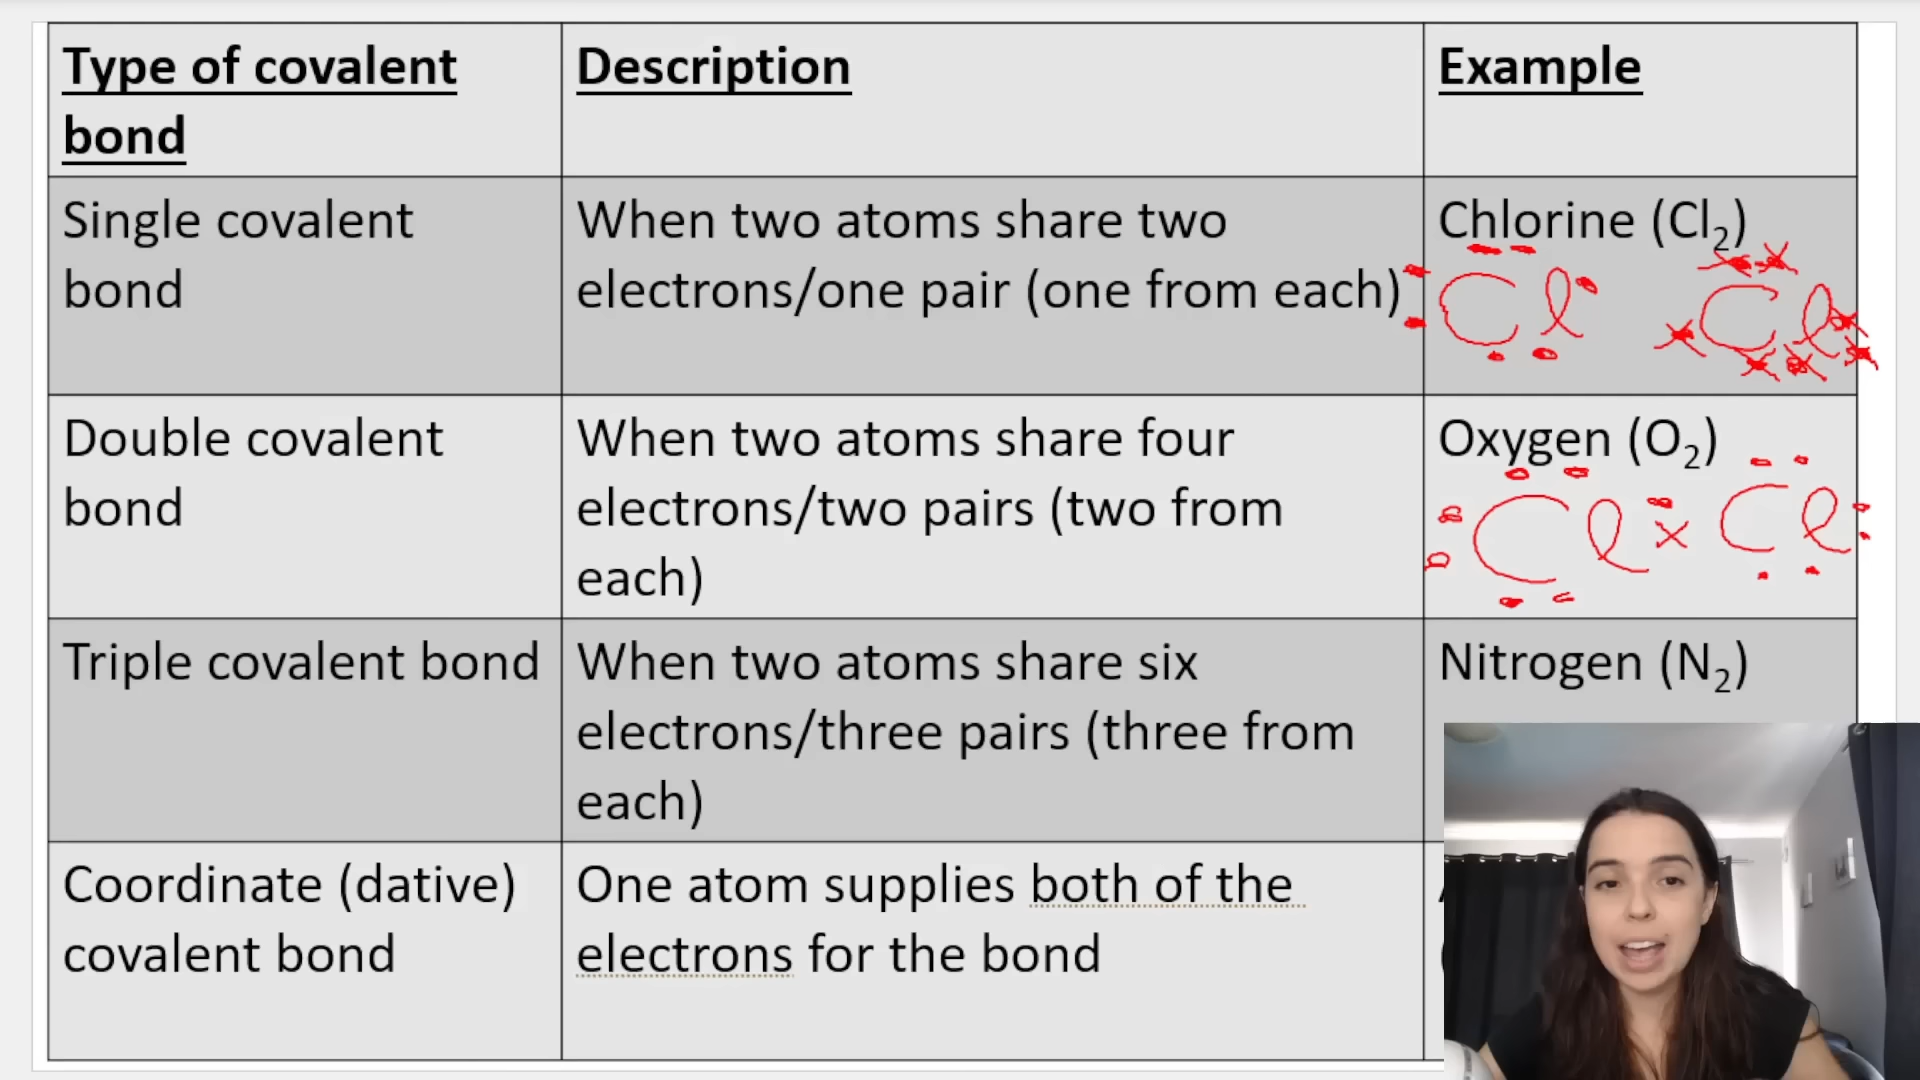 Type of covalent
bond
Description
Example
Single covalent
bond
When two atoms share two
electrons/one pair (one from each)
Chlorine (Cl₂)
Cl Cl
Double covalent
bond
When two atoms share four
electrons/two pairs (two from
each)
Oxygen (O₂)
Cl x Cl
Triple covalent bond
When two atoms share six
electrons/three pairs (three from
each)
Nitrogen (N₂)
Coordinate (dative)
covalent bond
One atom supplies both of the
electrons for the bond